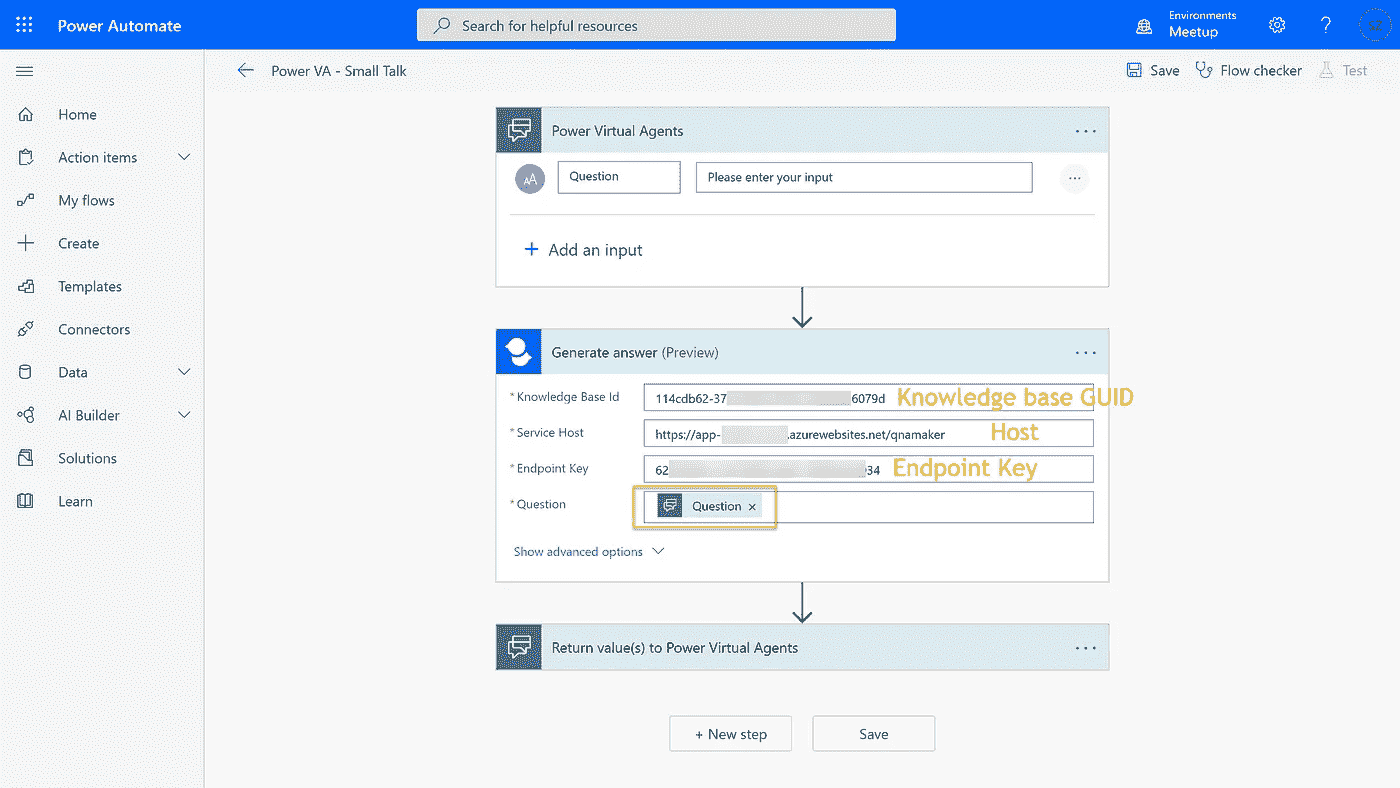 Power Automate
Search for helpful resources
Environments
Meetup
?
Power VA - Small Talk
Save
Flow checker
Test
Home
Action items
My flows
Create
Templates
Connectors
Data
AI Builder
Solutions
Learn
Power Virtual Agents
AA
Question
Please enter your input
+ Add an input
Generate answer (Preview)
* Knowledge Base Id
114cdb62-37
6079d
Knowledge base GUID
* Service Host
https://app-
.azurewebsites.net/qnamaker
Host
* Endpoint Key
62
34
Endpoint Key
* Question
Question ×
Show advanced options
Return value(s) to Power Virtual Agents
+ New step
Save